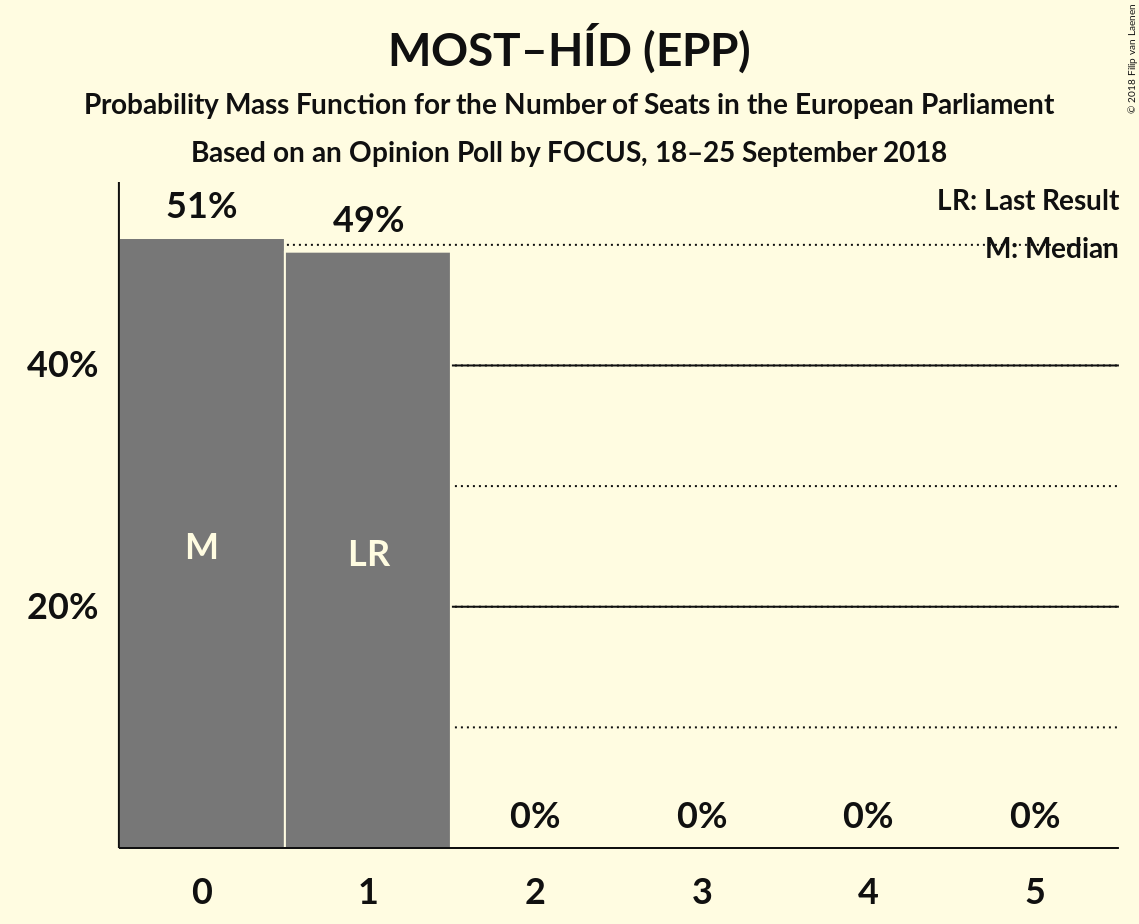 MOST–HÍD (EPP)
Probability Mass Function for the Number of Seats in the European Parliament
Based on an Opinion Poll by FOCUS, 18–25 September 2018
© 2018 Filip van Laenen
LR: Last Result
M: Median
51%
49%
40%
20%
M
LR
0%
0%
0%
0%
0
1
2
3
4
5